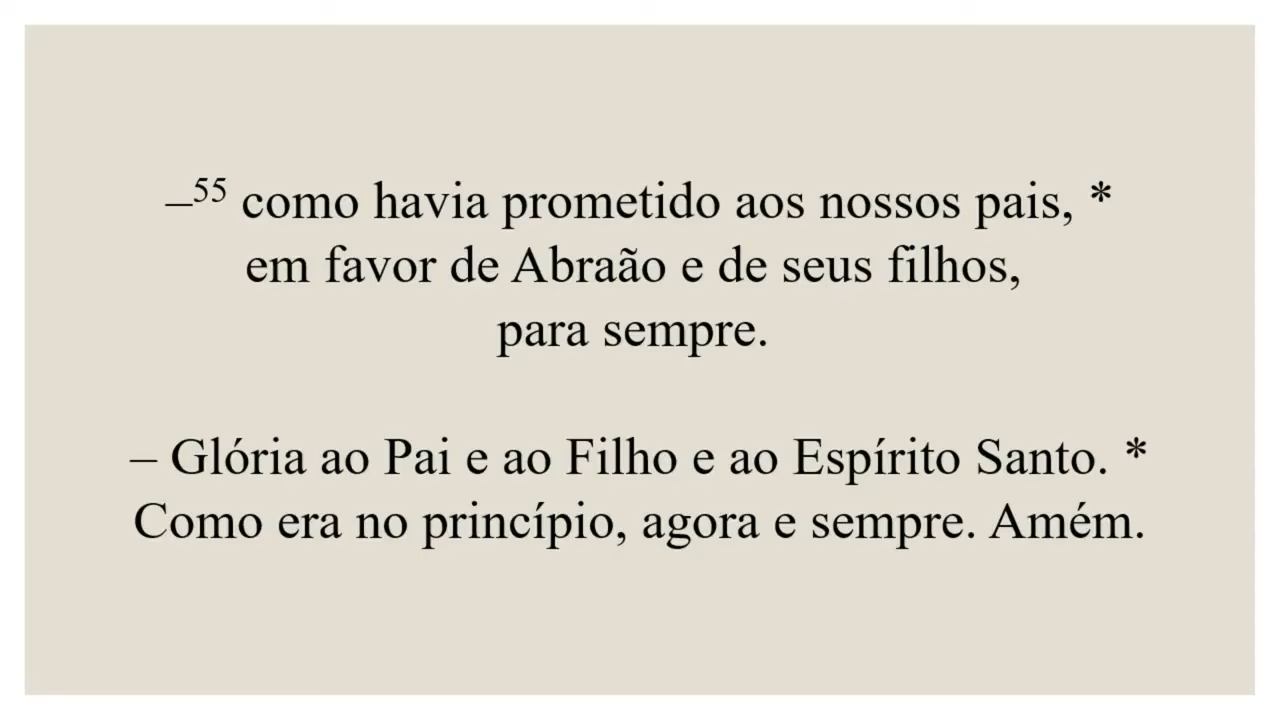 –⁵⁵ como havia prometido aos nossos pais, *
em favor de Abraão e de seus filhos,
para sempre.
– Glória ao Pai e ao Filho e ao Espírito Santo. *
Como era no princípio, agora e sempre. Amém.